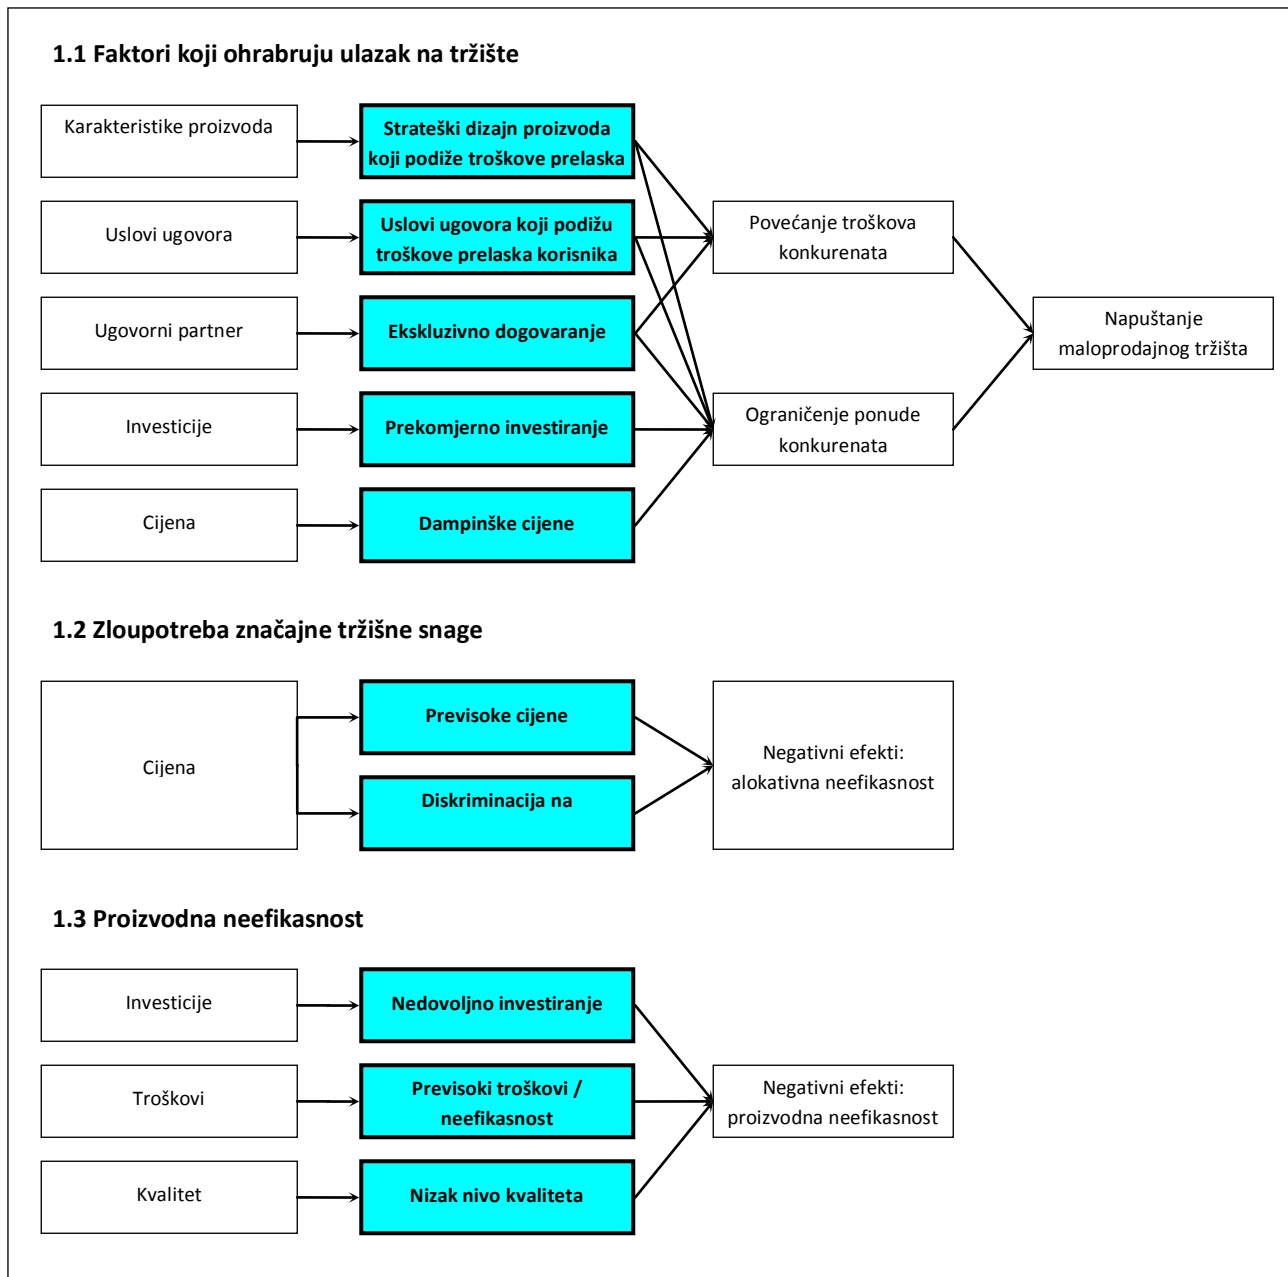 1.1 Faktori koji ohrabruju ulazak na tržište
Karakteristike proizvoda
Strateški dizajn proizvoda
koji podiže troškove prelaska
Uslovi ugovora
Uslovi ugovora koji podižu
troškove prelaska korisnika
Povećanje troškova
konkurenata
Ugovorni partner
Ekskluzivno dogovaranje
Napuštanje
maloprodajnog tržišta
Investicije
Prekomjerno investiranje
Ograničenje ponude
konkurenata
Cijena
Dampinške cijene
1.2 Zloupotreba značajne tržišne snage
Cijena
Previsoke cijene
Diskriminacija na
Negativni efekti:
alokativna neefikasnost
1.3 Proizvodna neefikasnost
Investicije
Nedovoljno investiranje
Troškovi
Previsoki troškovi /
neefikasnost
Negativni efekti:
proizvodna neefikasnost
Kvalitet
Nizak nivo kvaliteta